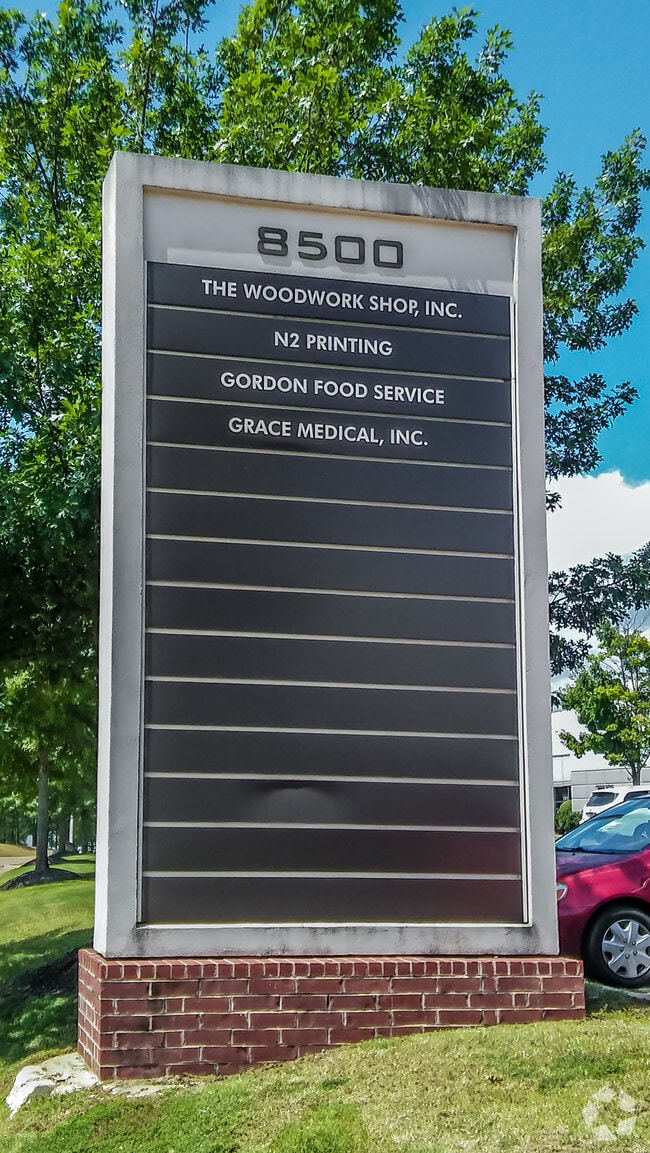 8500
THE WOODWORK SHOP, INC.
N2 PRINTING
GORDON FOOD SERVICE
GRACE MEDICAL, INC.